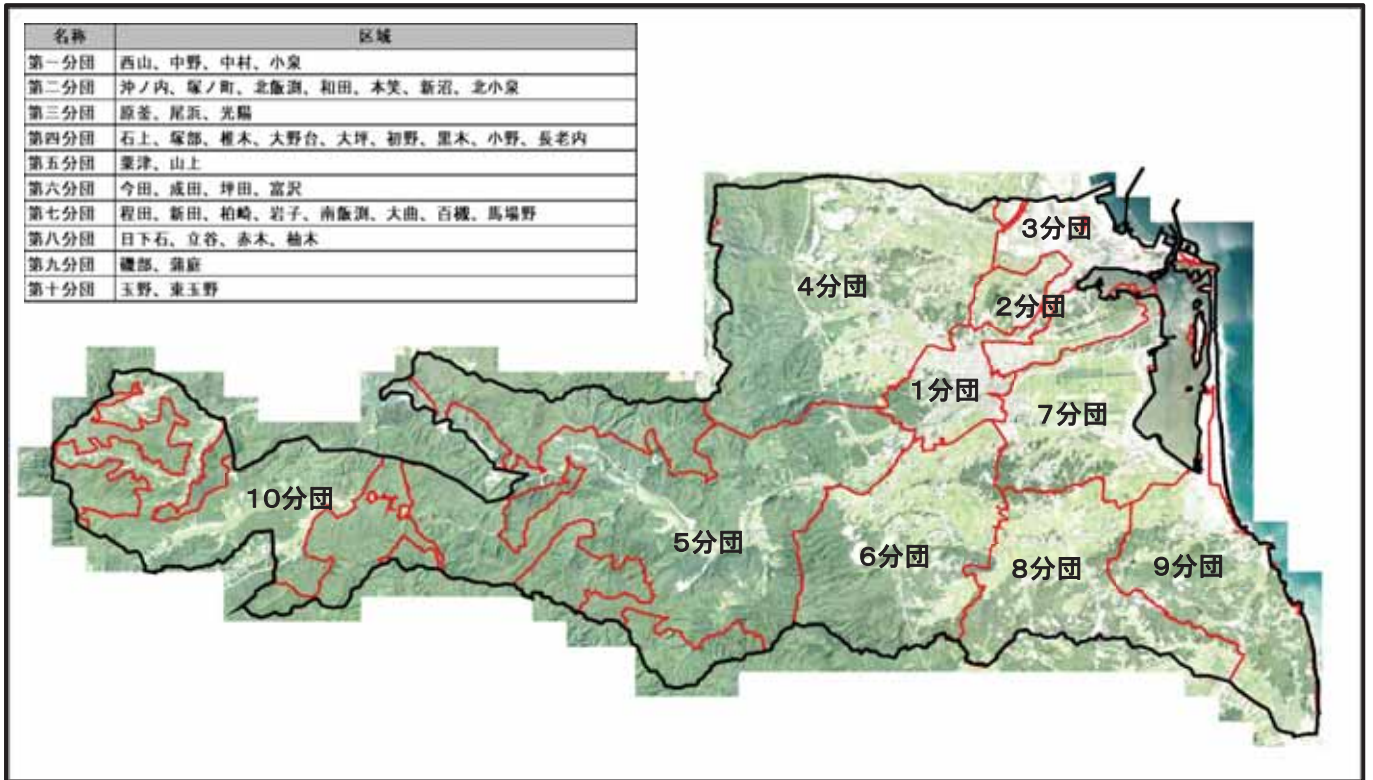 名称 区域
第一分団 西山、中野、中村、小泉
第二分団 沖ノ内、塚ノ町、北飯渕、和田、本笑、新沼、北小泉
第三分団 原釜、尾浜、光陽
第四分団 石上、塚部、椎木、大野台、大坪、初野、黒木、小野、長老内
第五分団 粟津、山上
第六分団 今田、成田、坪田、富沢
第七分団 程田、新田、柏崎、岩子、南飯渕、大曲、百槻、馬場野
第八分団 日下石、立谷、赤木、柚木
第九分団 磯部、蒲庭
第十分団 玉野、東玉野
3分団
4分団
2分団
1分団
7分団
10分団
5分団
6分団
8分団
9分団